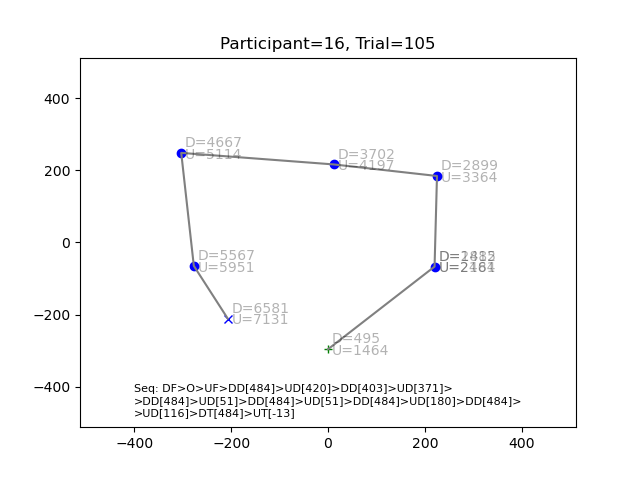 Participant=16, Trial=105
400
200
0
−200
−400
−400
−200
0
200
400
D=4667
U=5114
D=3702
U=4197
D=2899
U=3364
D=5567
U=5951
D=6581
U=7131
D=495
U=1464
Seq: DF>O>UF>DD[484]>UD[420]>DD[403]>UD[371]>
>DD[484]>UD[51]>DD[484]>UD[51]>DD[484]>UD[180]>DD[484]>
>UD[116]>DT[484]>UT[-13]